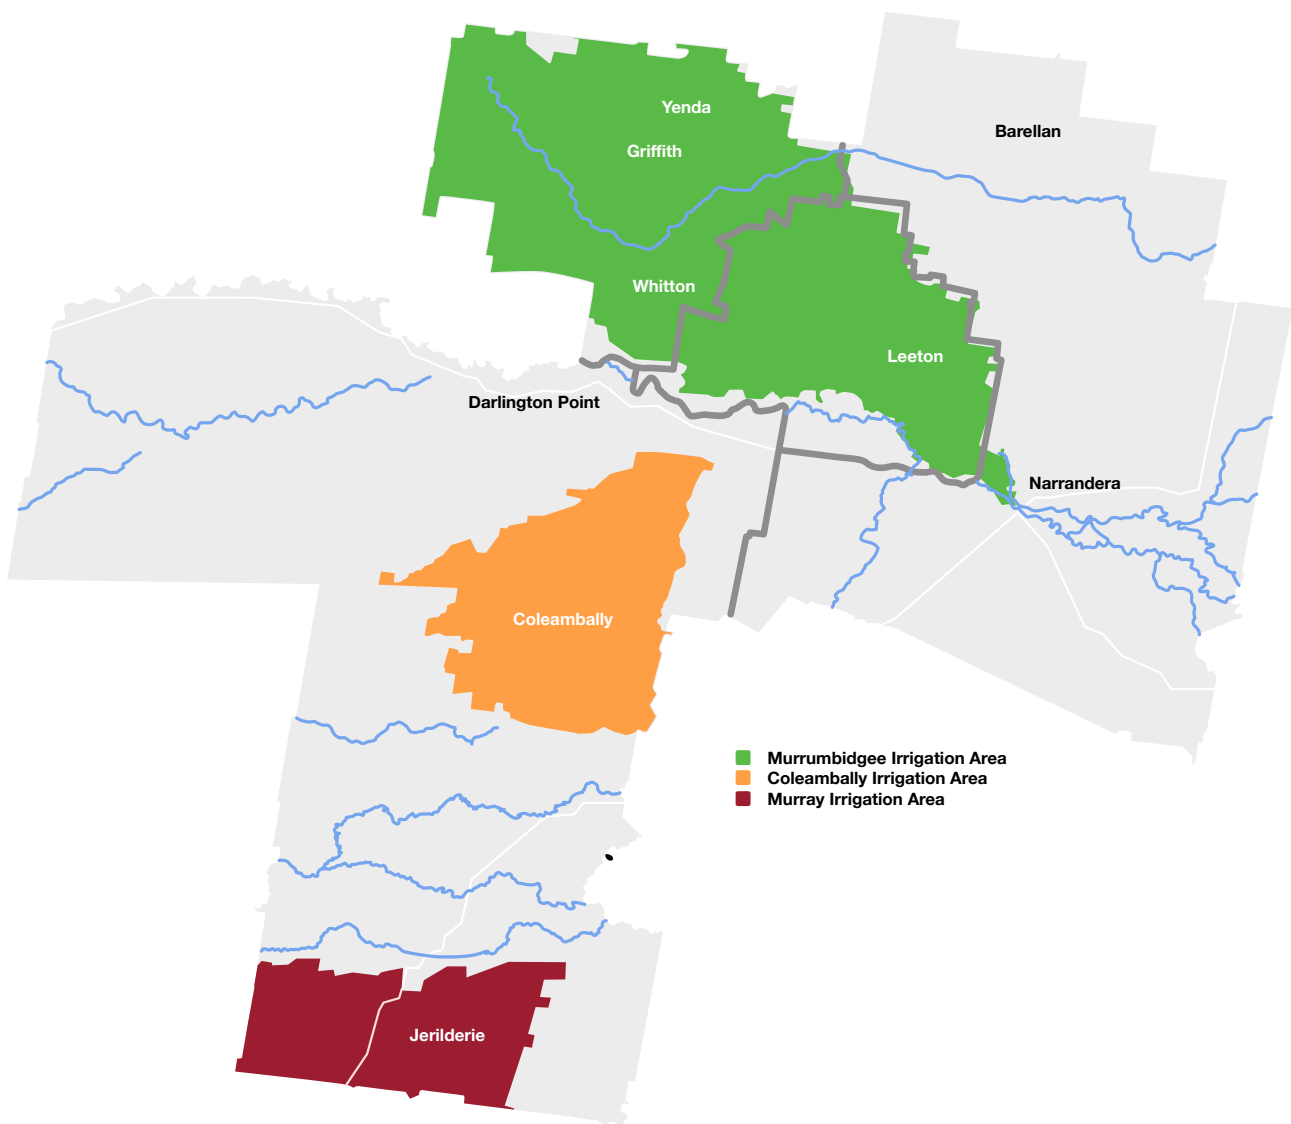 Yenda
Barellan
Griffith
Whitton
Leeton
Darlington Point
Narrandera
Coleambally
Murrumbidgee Irrigation Area
Coleambally Irrigation Area
Murray Irrigation Area
Jerilderie